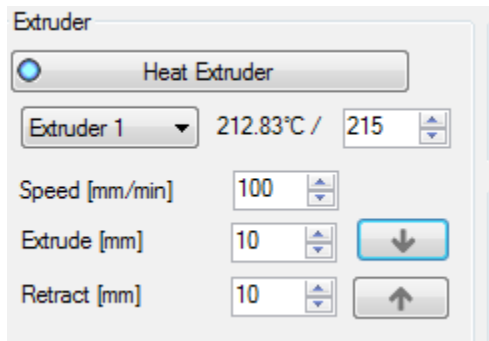 Extruder
Heat Extruder
Extruder 1 212.83°C / 215
Speed [mm/min] 100
Extrude [mm] 10
Retract [mm] 10